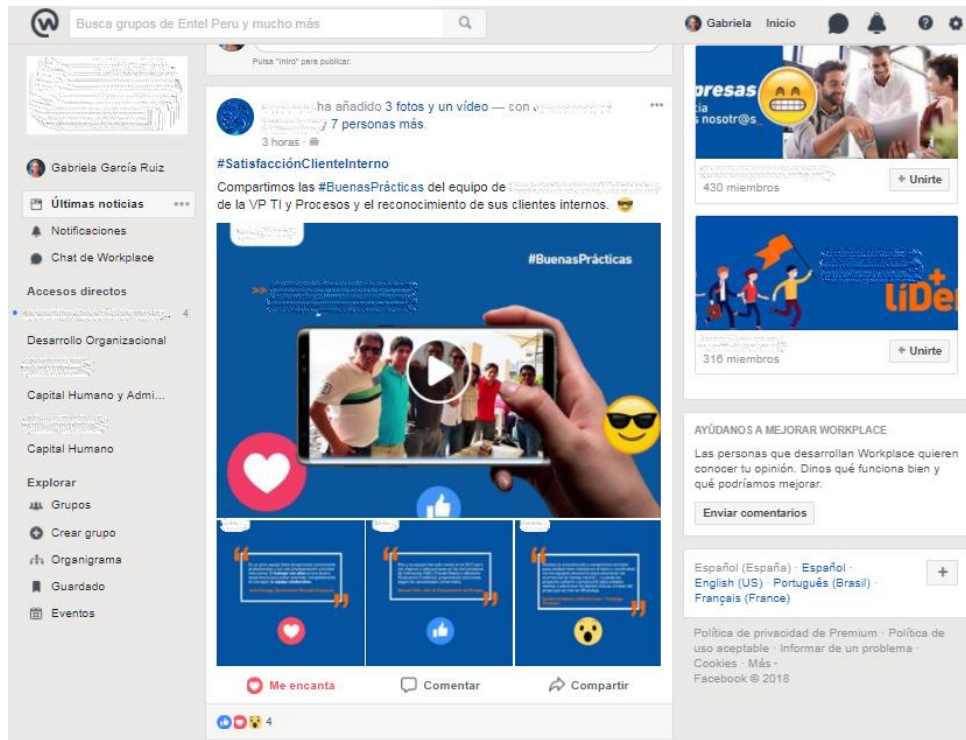 Busca grupos de Entel Peru y mucho más
Gabriela Inicio
Gabriela García Ruiz
Últimas noticias
Notificaciones
Chat de Workplace
Accesos directos
4
Desarrollo Organizacional
Capital Humano y Admi...
Capital Humano
Explorar
Grupos
Crear grupo
Organigrama
Guardado
Eventos
Pulsa "Intro" para publicar.
ha añadido 3 fotos y un vídeo — con
y 7 personas más.
3 horas ·
#SatisfacciónClienteInterno
Compartimos las #BuenasPrácticas del equipo de
de la VP TI y Procesos y el reconocimiento de sus clientes internos.
#BuenasPrácticas
>>
Me encanta
Comentar
Compartir
4
presas
cia
s nosotr@s_
430 miembros
+ Unirte
líDe
316 miembros
+ Unirte
AYÚDANOS A MEJORAR WORKPLACE
Las personas que desarrollan Workplace quieren
conocer tu opinión. Dinos qué funciona bien y
qué podríamos mejorar.
Enviar comentarios
Español (España) · Español ·
English (US) · Português (Brasil) ·
Français (France)
Política de privacidad de Premium · Política de
uso aceptable · Informar de un problema ·
Cookies · Más -
Facebook © 2018